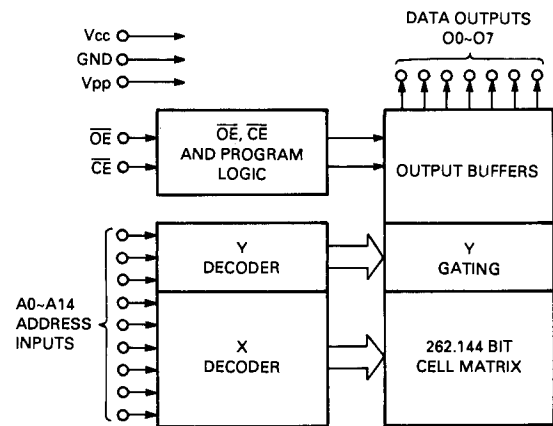 DATA OUTPUTS
O0~O7
Vcc
GND
Vpp
OE
CE
OE, CE
AND PROGRAM
LOGIC
OUTPUT BUFFERS
Y
DECODER
Y
GATING
A0~A14
ADDRESS
INPUTS
X
DECODER
262.144 BIT
CELL MATRIX